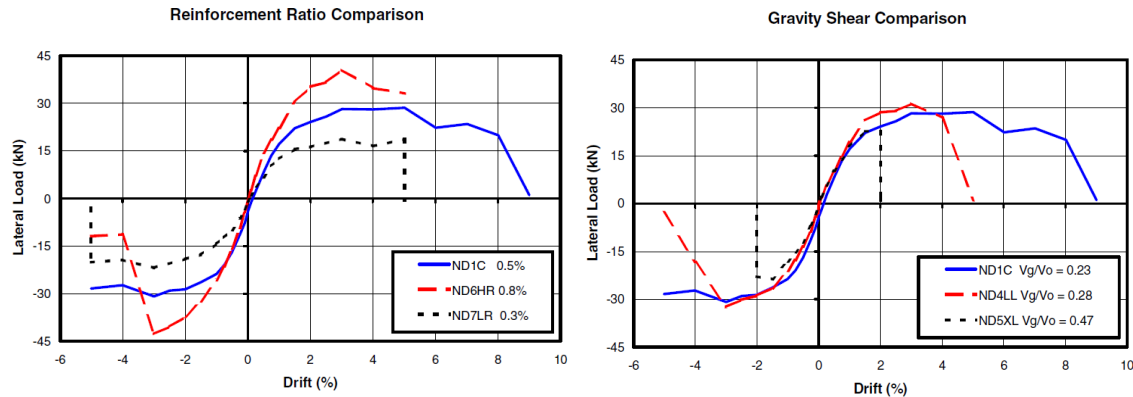 Reinforcement Ratio Comparison
45
30
15
0
-15
-30
-45
Lateral Load (kN)
-6 -4 -2 0 2 4 6 8 10
Drift (%)
ND1C 0.5%
ND6HR 0.8%
ND7LR 0.3%
Gravity Shear Comparison
45
30
15
0
-15
-30
-45
Lateral Load (kN)
-6 -4 -2 0 2 4 6 8 10
Drift (%)
ND1C Vg/Vo = 0.23
ND4LL Vg/Vo = 0.28
ND5XL Vg/Vo = 0.47